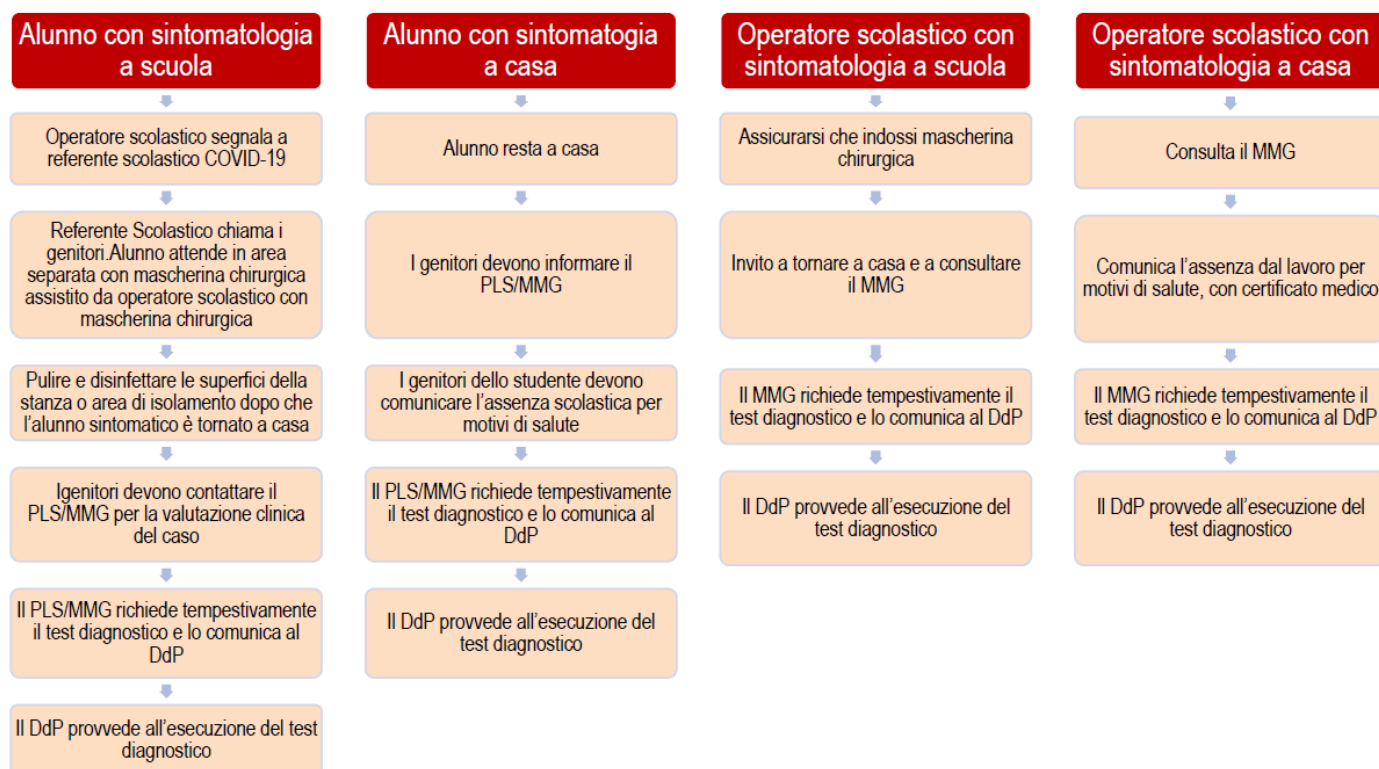 Alunno con sintomatologia
a scuola
Operatore scolastico segnala a
referente scolastico COVID-19
Referente Scolastico chiama i
genitori.Alunno attende in area
separata con mascherina chirurgica
assistito da operatore scolastico con
mascherina chirurgica
Pulire e disinfettare le superfici della
stanza o area di isolamento dopo che
l'alunno sintomatico è tornato a casa
Igenitori devono contattare il
PLS/MMG per la valutazione clinica
del caso
Il PLS/MMG richiede tempestivamente
il test diagnostico e lo comunica al
DdP
Il DdP provvede all'esecuzione del test
diagnostico
Alunno con sintomatogia
a casa
Alunno resta a casa
I genitori devono informare il
PLS/MMG
I genitori dello studente devono
comunicare l'assenza scolastica per
motivi di salute
Il PLS/MMG richiede tempestivamente
il test diagnostico e lo comunica al
DdP
Il DdP provvede all'esecuzione del
test diagnostico
Operatore scolastico con
sintomatologia a scuola
Assicurarsi che indossi mascherina
chirurgica
Invito a tornare a casa e a consultare
il MMG
Il MMG richiede tempestivamente il
test diagnostico e lo comunica al DdP
Il DdP provvede all'esecuzione del
test diagnostico
Operatore scolastico con
sintomatologia a casa
Consulta il MMG
Comunica l'assenza dal lavoro per
motivi di salute, con certificato medico
Il MMG richiede tempestivamente il
test diagnostico e lo comunica al DdP
Il DdP provvede all'esecuzione del
test diagnostico